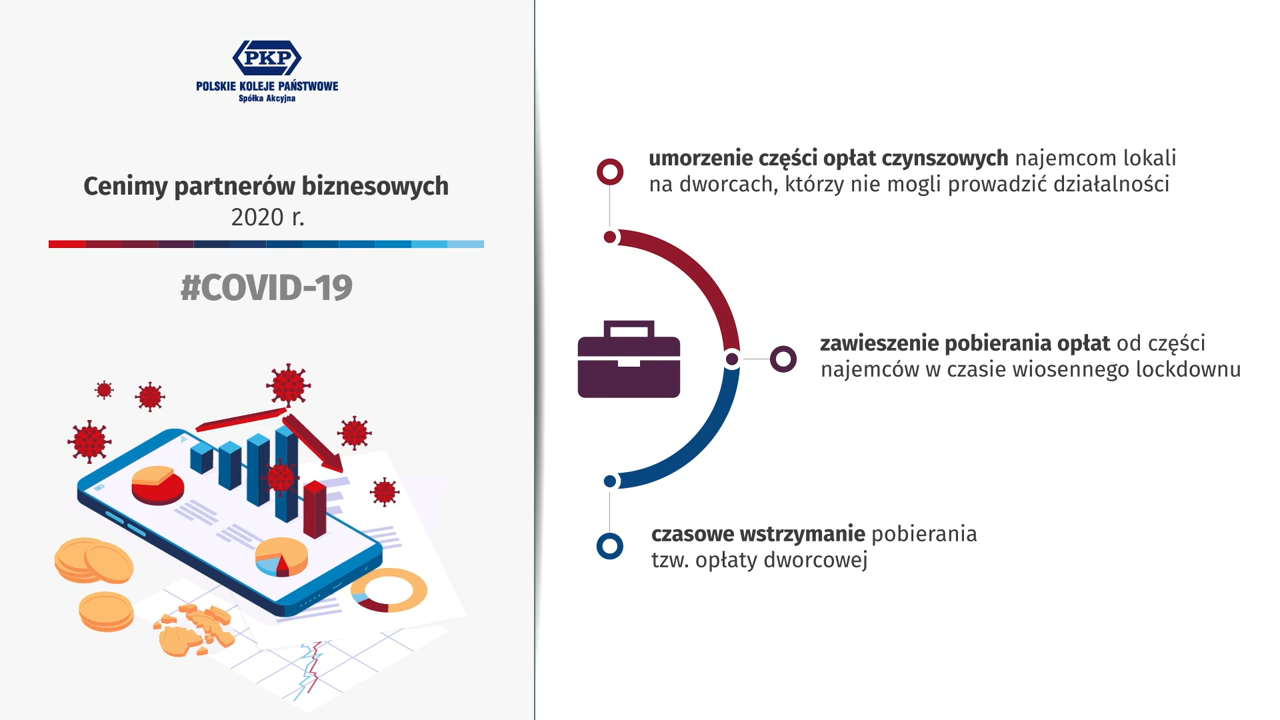 PKP
POLSKIE KOLEJE PAŃSTWOWE
Spółka Akcyjna
Cenimy partnerów biznesowych
2020 r.
#COVID-19
umorzenie części opłat czynszowych najemcom lokali
na dworcach, którzy nie mogli prowadzić działalności
zawieszenie pobierania opłat od części
najemców w czasie wiosennego lockdownu
czasowe wstrzymanie pobierania
tzw. opłaty dworcowej